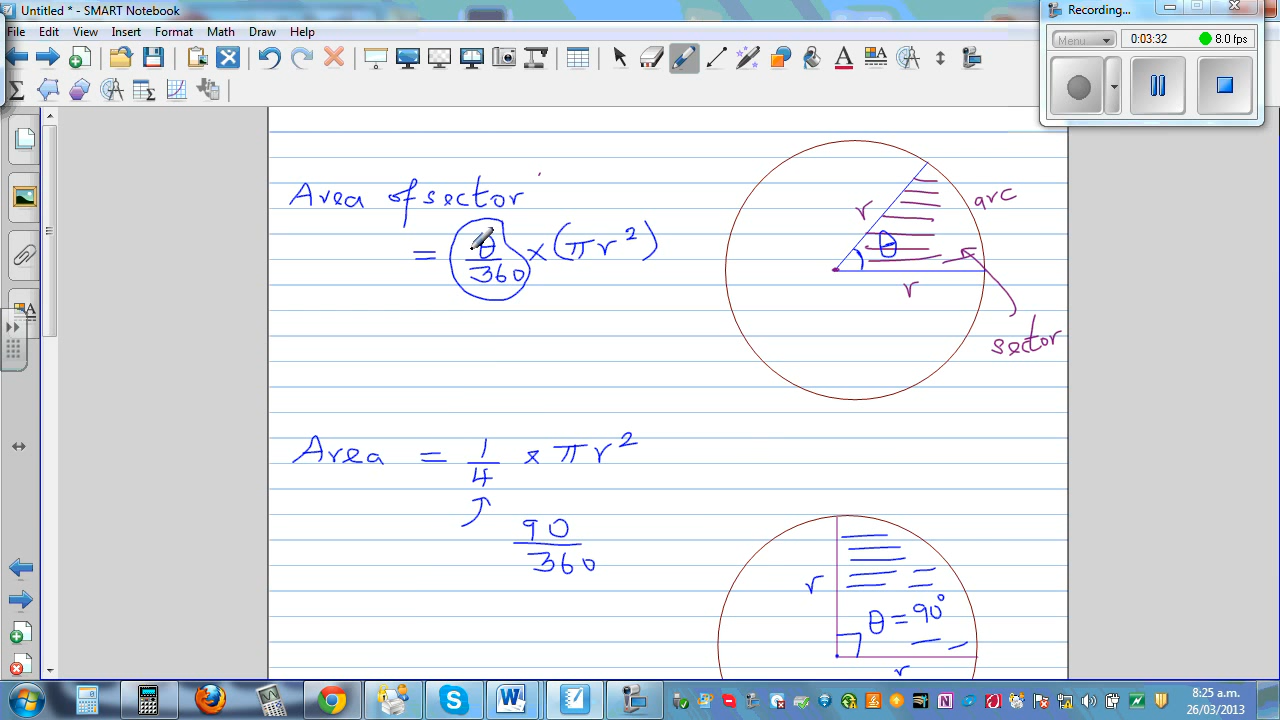 Untitled * - SMART Notebook
File Edit View Insert Format Math Draw Help
Recording...
Menu 0:03:32 8.0 fps
Area of sector
= θ/360 × (πr²)
r
θ
r
arc
sector
Area = 1/4 × πr²
90/360
r
θ = 90°
r
8:25 a.m.
26/03/2013